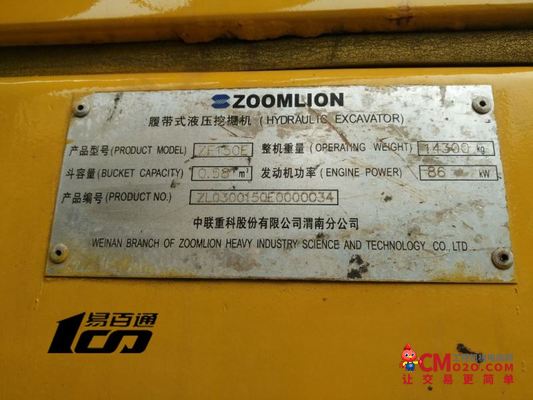 ZOOMLION
履带式液压挖掘机 (HYDRAULIC EXCAVATOR)
产品型号(PRODUCT MODEL) ZE150E 整机重量(OPERATING WEIGHT) 14300 kg
斗容量(BUCKET CAPACITY) 0.58 m³ 发动机功率(ENGINE POWER) 86 kW
产品编号(PRODUCT NO.) ZL0300150E0000034
中联重科股份有限公司渭南分公司
WEINAN BRANCH OF ZOOMLION HEAVY INDUSTRY SCIENCE AND TECHNOLOGY CO., LTD
易百通
CM020.com
让交易更简单